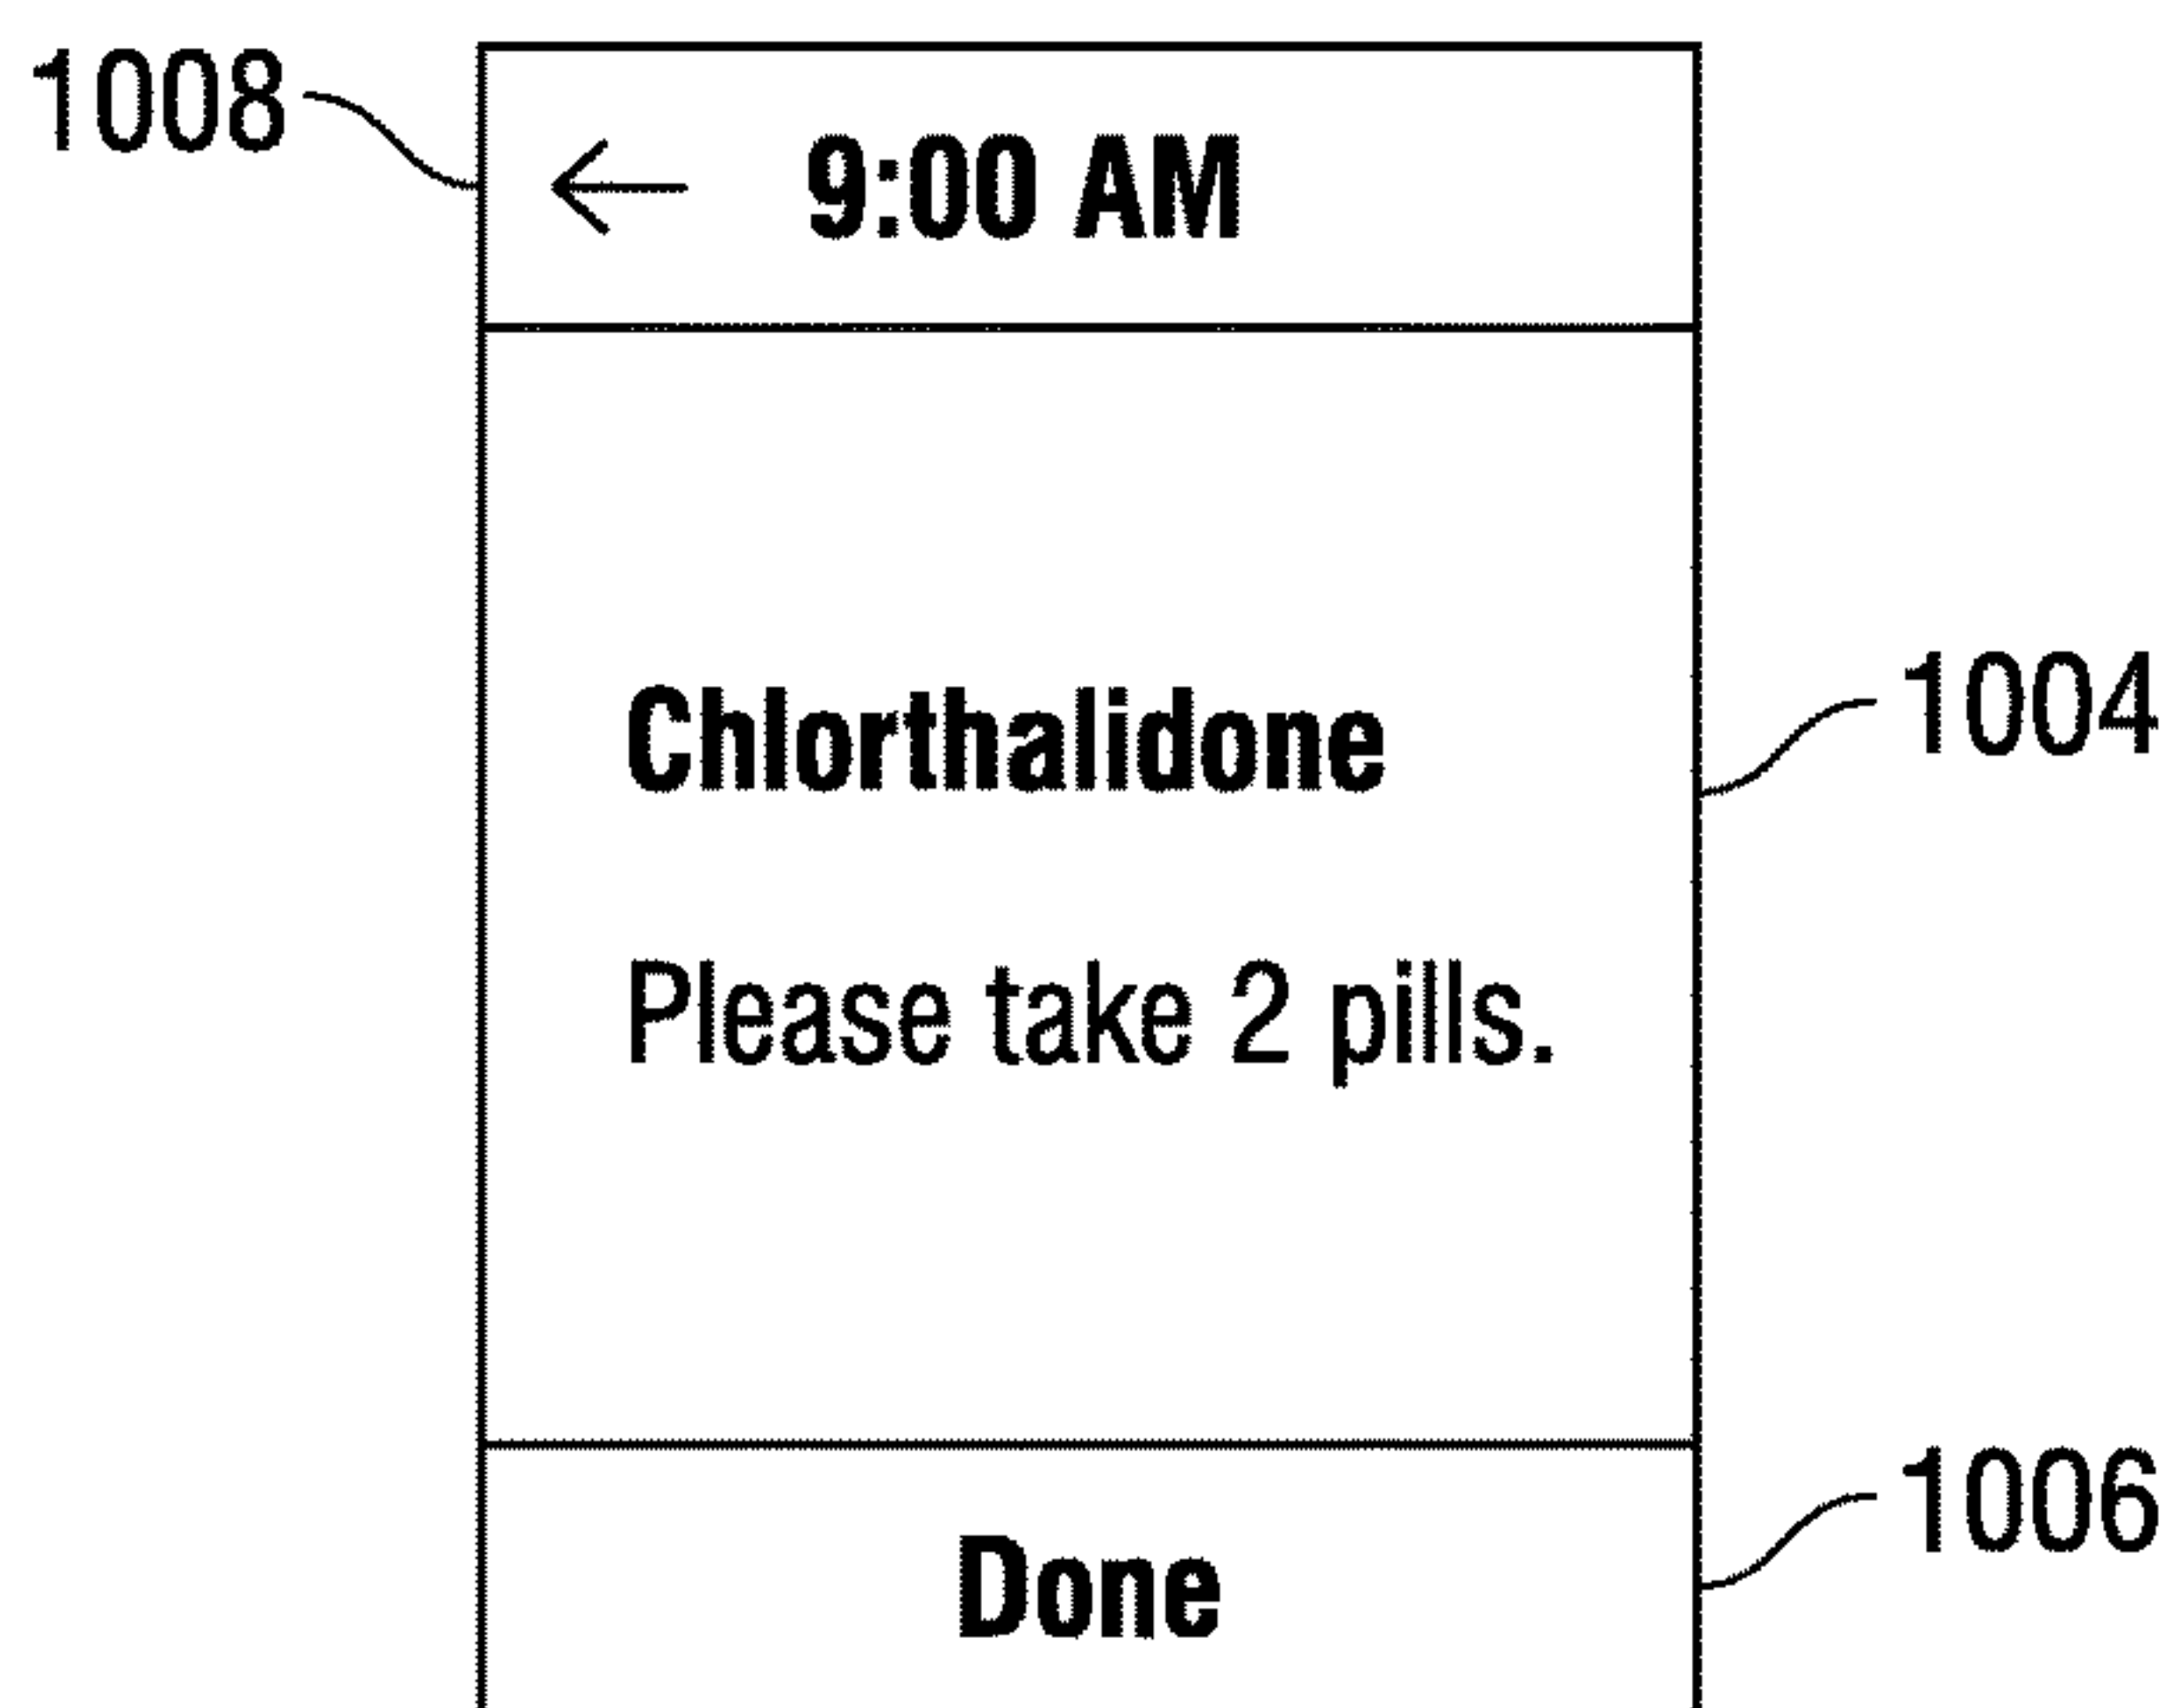 1008
← 9:00 AM
Chlorthalidone
1004
Please take 2 pills.
1006
Done